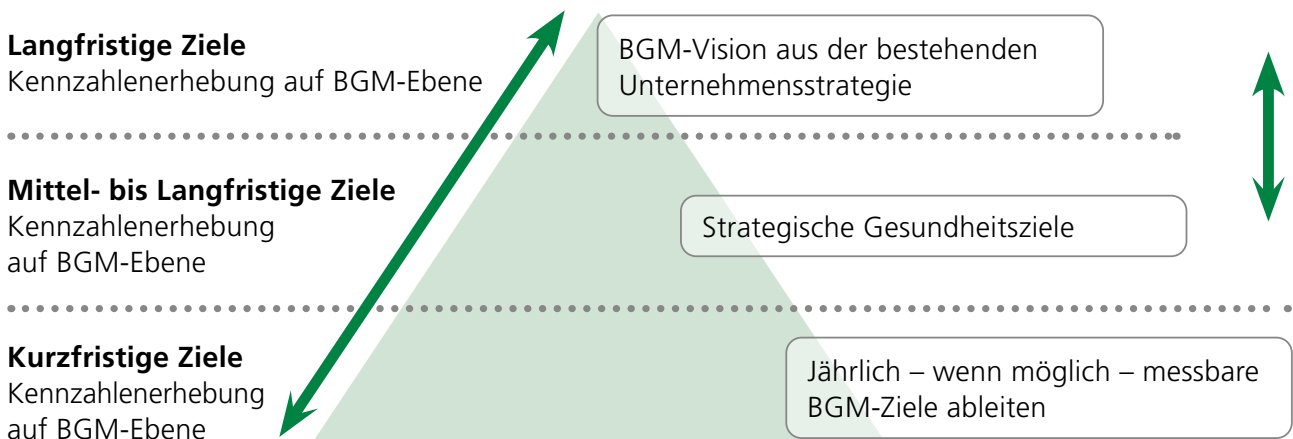 Langfristige Ziele
Kennzahlenerhebung auf BGM-Ebene
BGM-Vision aus der bestehenden
Unternehmensstrategie
Mittel- bis Langfristige Ziele
Kennzahlenerhebung
auf BGM-Ebene
Strategische Gesundheitsziele
Kurzfristige Ziele
Kennzahlenerhebung
auf BGM-Ebene
Jährlich – wenn möglich – messbare
BGM-Ziele ableiten